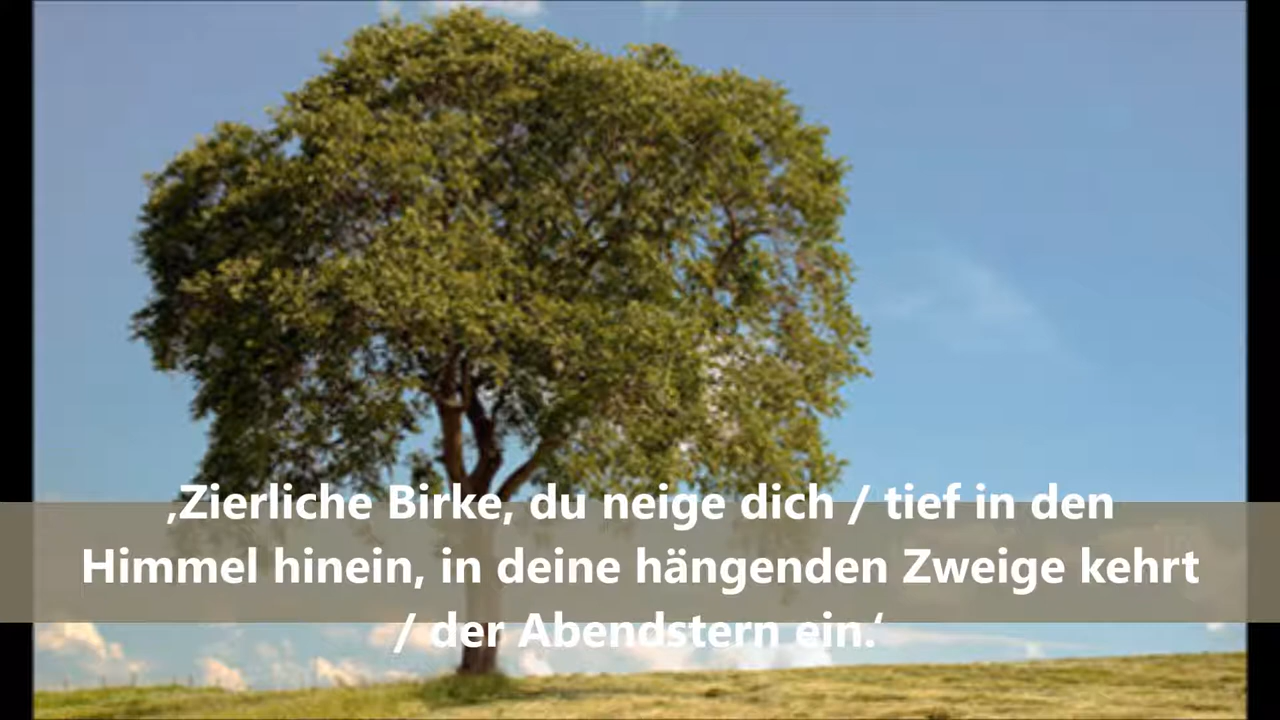 ‚Zierliche Birke, du neige dich / tief in den
Himmel hinein, in deine hängenden Zweige kehrt
/ der Abendstern ein.‘